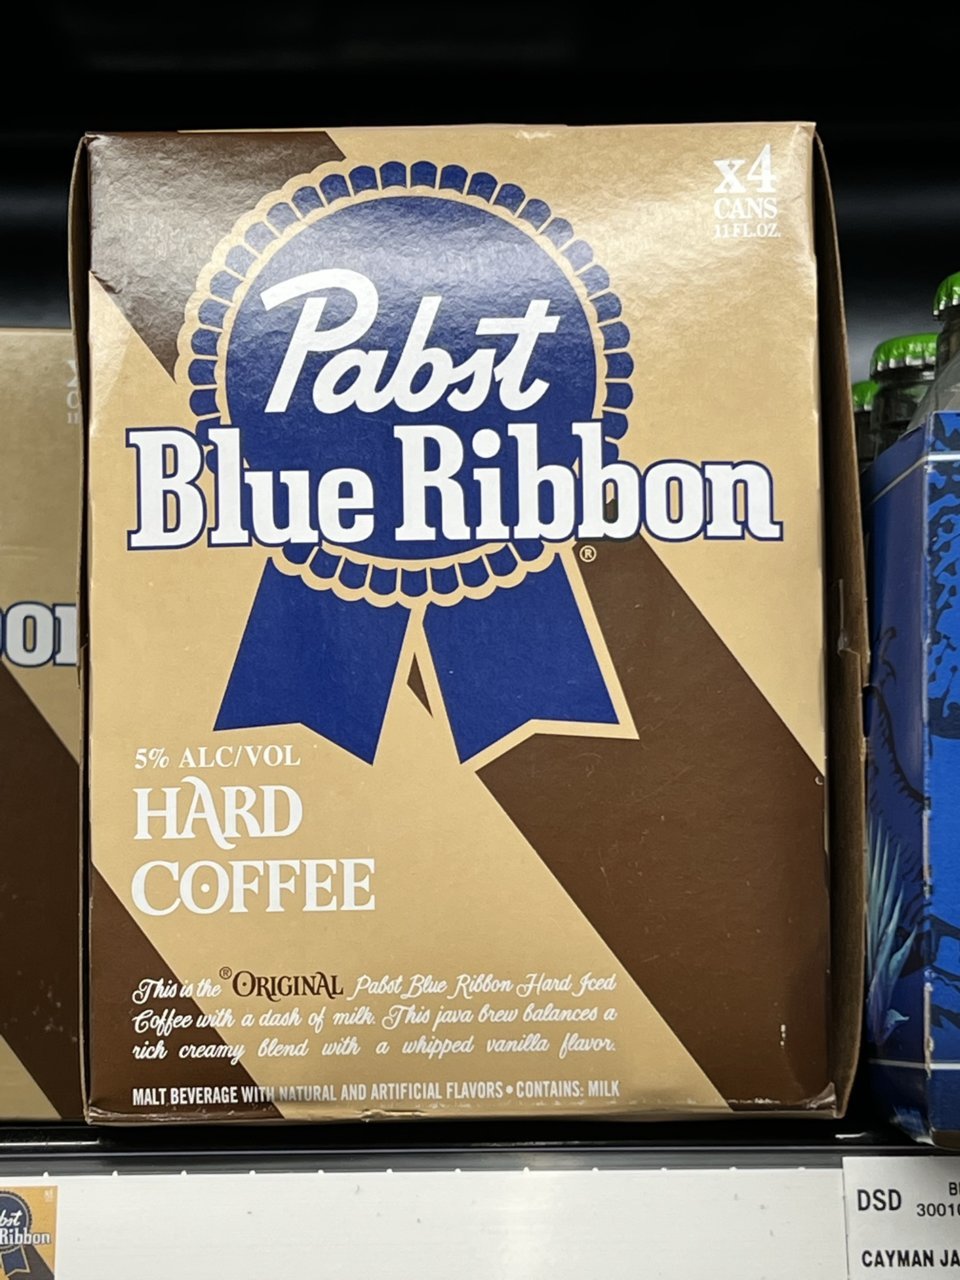 x4
CANS
11 FL.OZ.
Pabst
Blue Ribbon
®
5% ALC/VOL
HARD
COFFEE
This is the ®ORIGINAL Pabst Blue Ribbon Hard Iced
Coffee with a dash of milk. This java brew balances a
rich creamy blend with a whipped vanilla flavor.
MALT BEVERAGE WITH NATURAL AND ARTIFICIAL FLAVORS • CONTAINS: MILK
Ribbon
DSD
CAYMAN